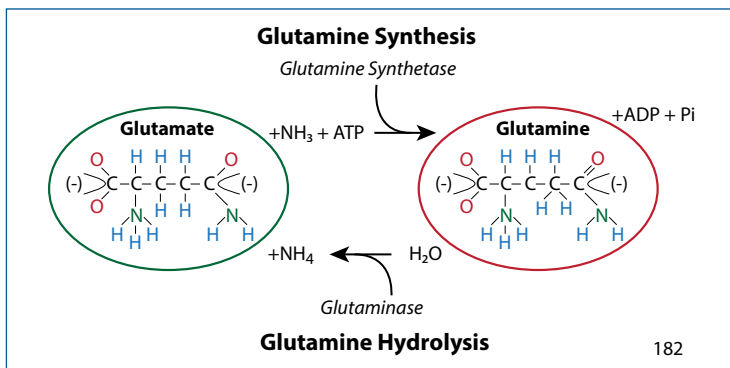 Glutamine Synthesis
Glutamine Synthetase
Glutamate
+NH₃ + ATP
Glutamine
+ADP + Pi
O H H H O
(-) C – C – C – C – C (-)
O N H H N
H H H H H
O H H H O
(-) C – C – C – C – C (-)
O N H H N
H H H H H
+NH₄
H₂O
Glutaminase
Glutamine Hydrolysis
182